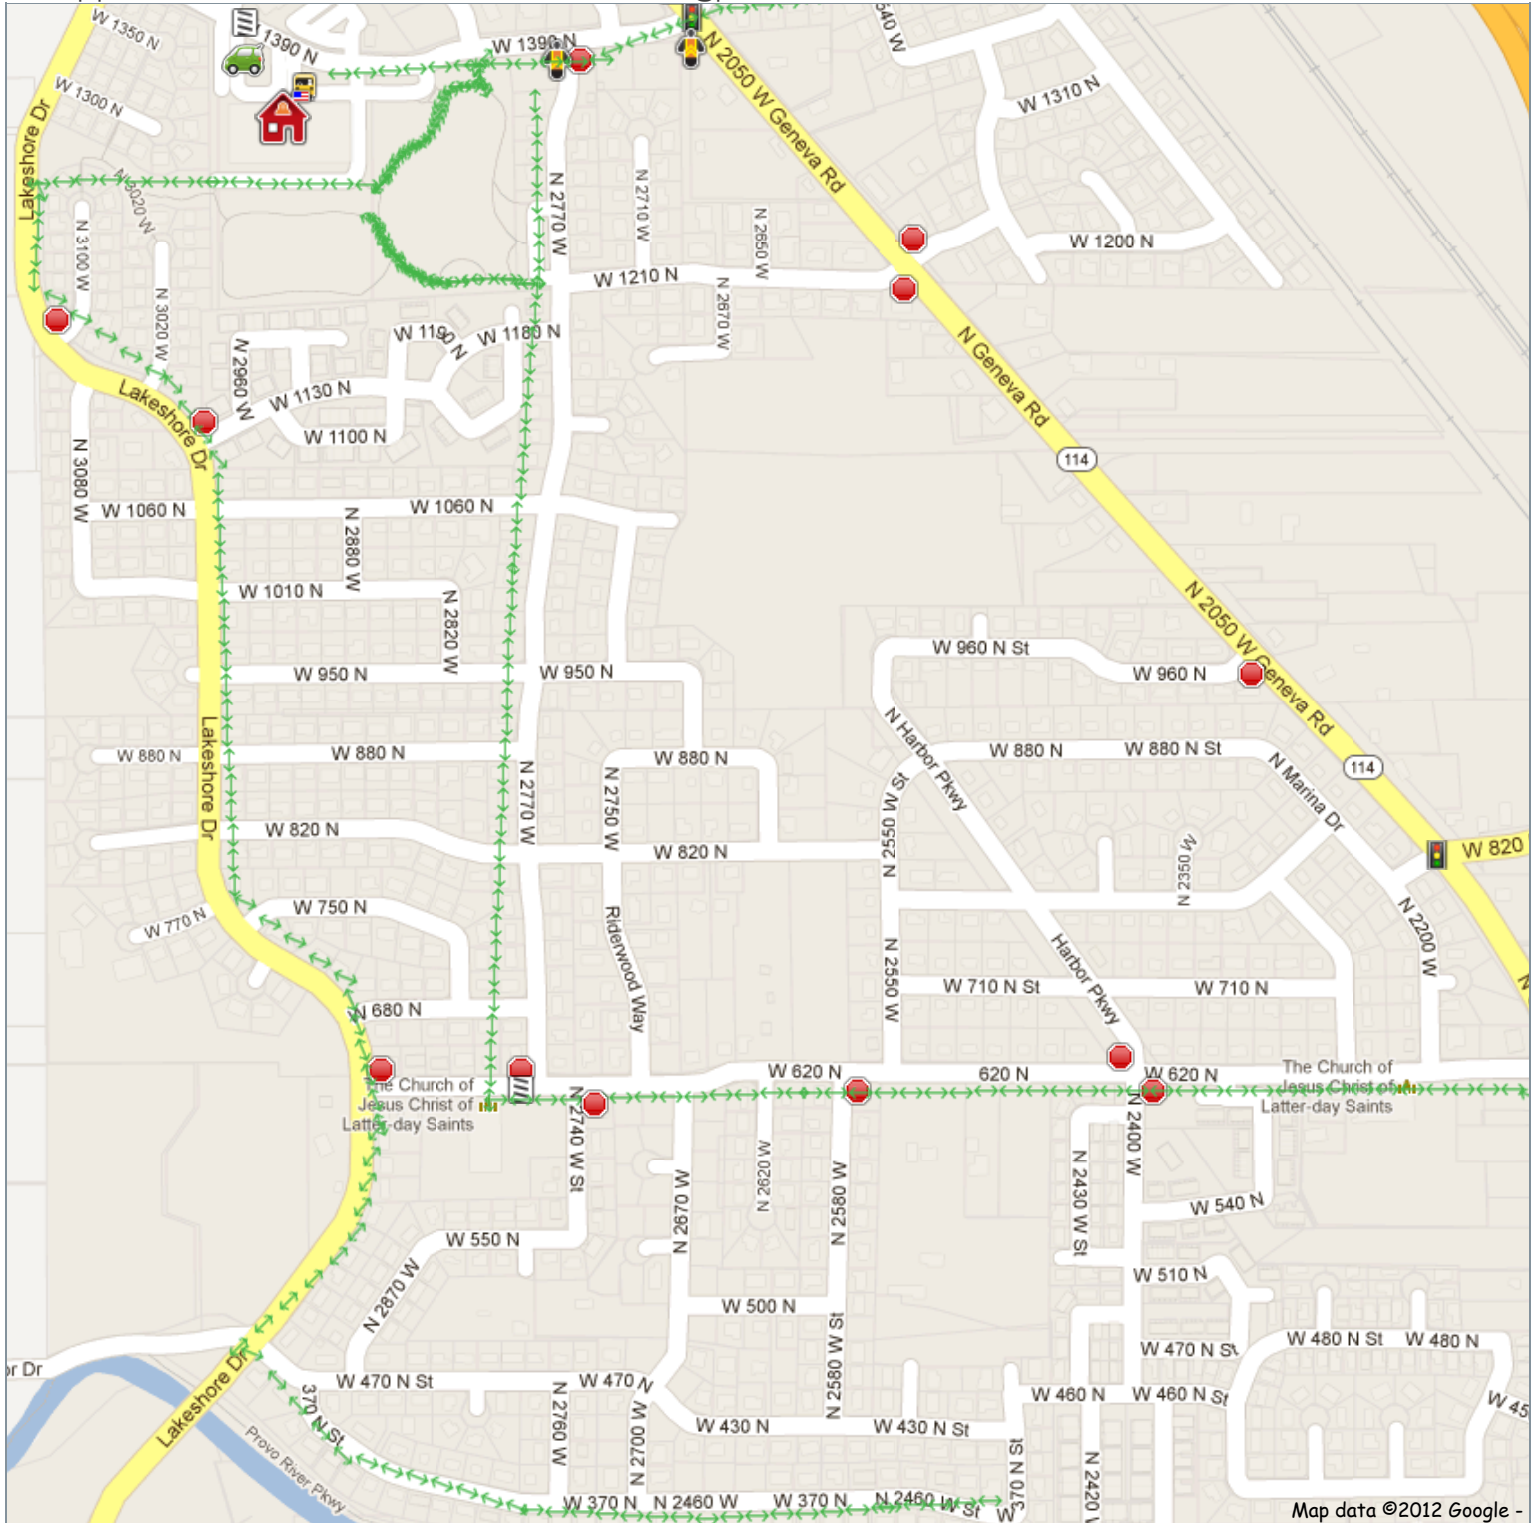 W 1350 N
W 1390 N
W 1390 N
540 W
N 2050 W Geneva Rd
W 1300 N
W 1310 N
Lakeshore Dr
N 3020 W
N 3100 W
N 2770 W
N 2710 W
N 2650 W
W 1200 N
W 1210 N
N 2670 W
N 3020 W
N 2960 W
W 1190 N
W 1180 N
N Geneva Rd
Lakeshore Dr
W 1130 N
W 1100 N
114
N 3080 W
W 1060 N
W 1060 N
N 2880 W
W 1010 N
N 2820 W
N 2050 W Geneva Rd
W 960 N St
W 960 N
W 950 N
W 950 N
Lakeshore Dr
W 880 N
W 880 N
W 880 N
N Harbor Pkwy
W 880 N
W 880 N St
N Marina Dr
114
N 2770 W
N 2750 W
N 2550 W St
W 820 N
W 820 N
W 820
N 2350 W
W 770 N
W 750 N
Riderwood Way
N 2550 W
Harbor Pkwy
N 2200 W
N
W 710 N St
W 710 N
N 680 N
W 620 N
620 N
W 620 N
The Church of
Jesus Christ of
Latter-day Saints
The Church of
Jesus Christ of
Latter-day Saints
N 2740 W St
N 2670 W
N 2620 W
N 2580 W
N 2430 W St
N 2400 W
W 540 N
W 550 N
N 2870 W
W 510 N
W 500 N
N 2580 W St
W 470 N St
W 480 N St
W 480 N
or Dr
Lakeshore Dr
W 470 N St
W 470 N
370 N St
N 2760 W
N 2700 W
W 430 N
W 430 N St
W 460 N
W 460 N St
W 45
Provo River Pkwy
370 N St
N 2420 W
W 370 N
N 2460 W
W 370 N
N 2460 W St
W
Map data ©2012 Google -